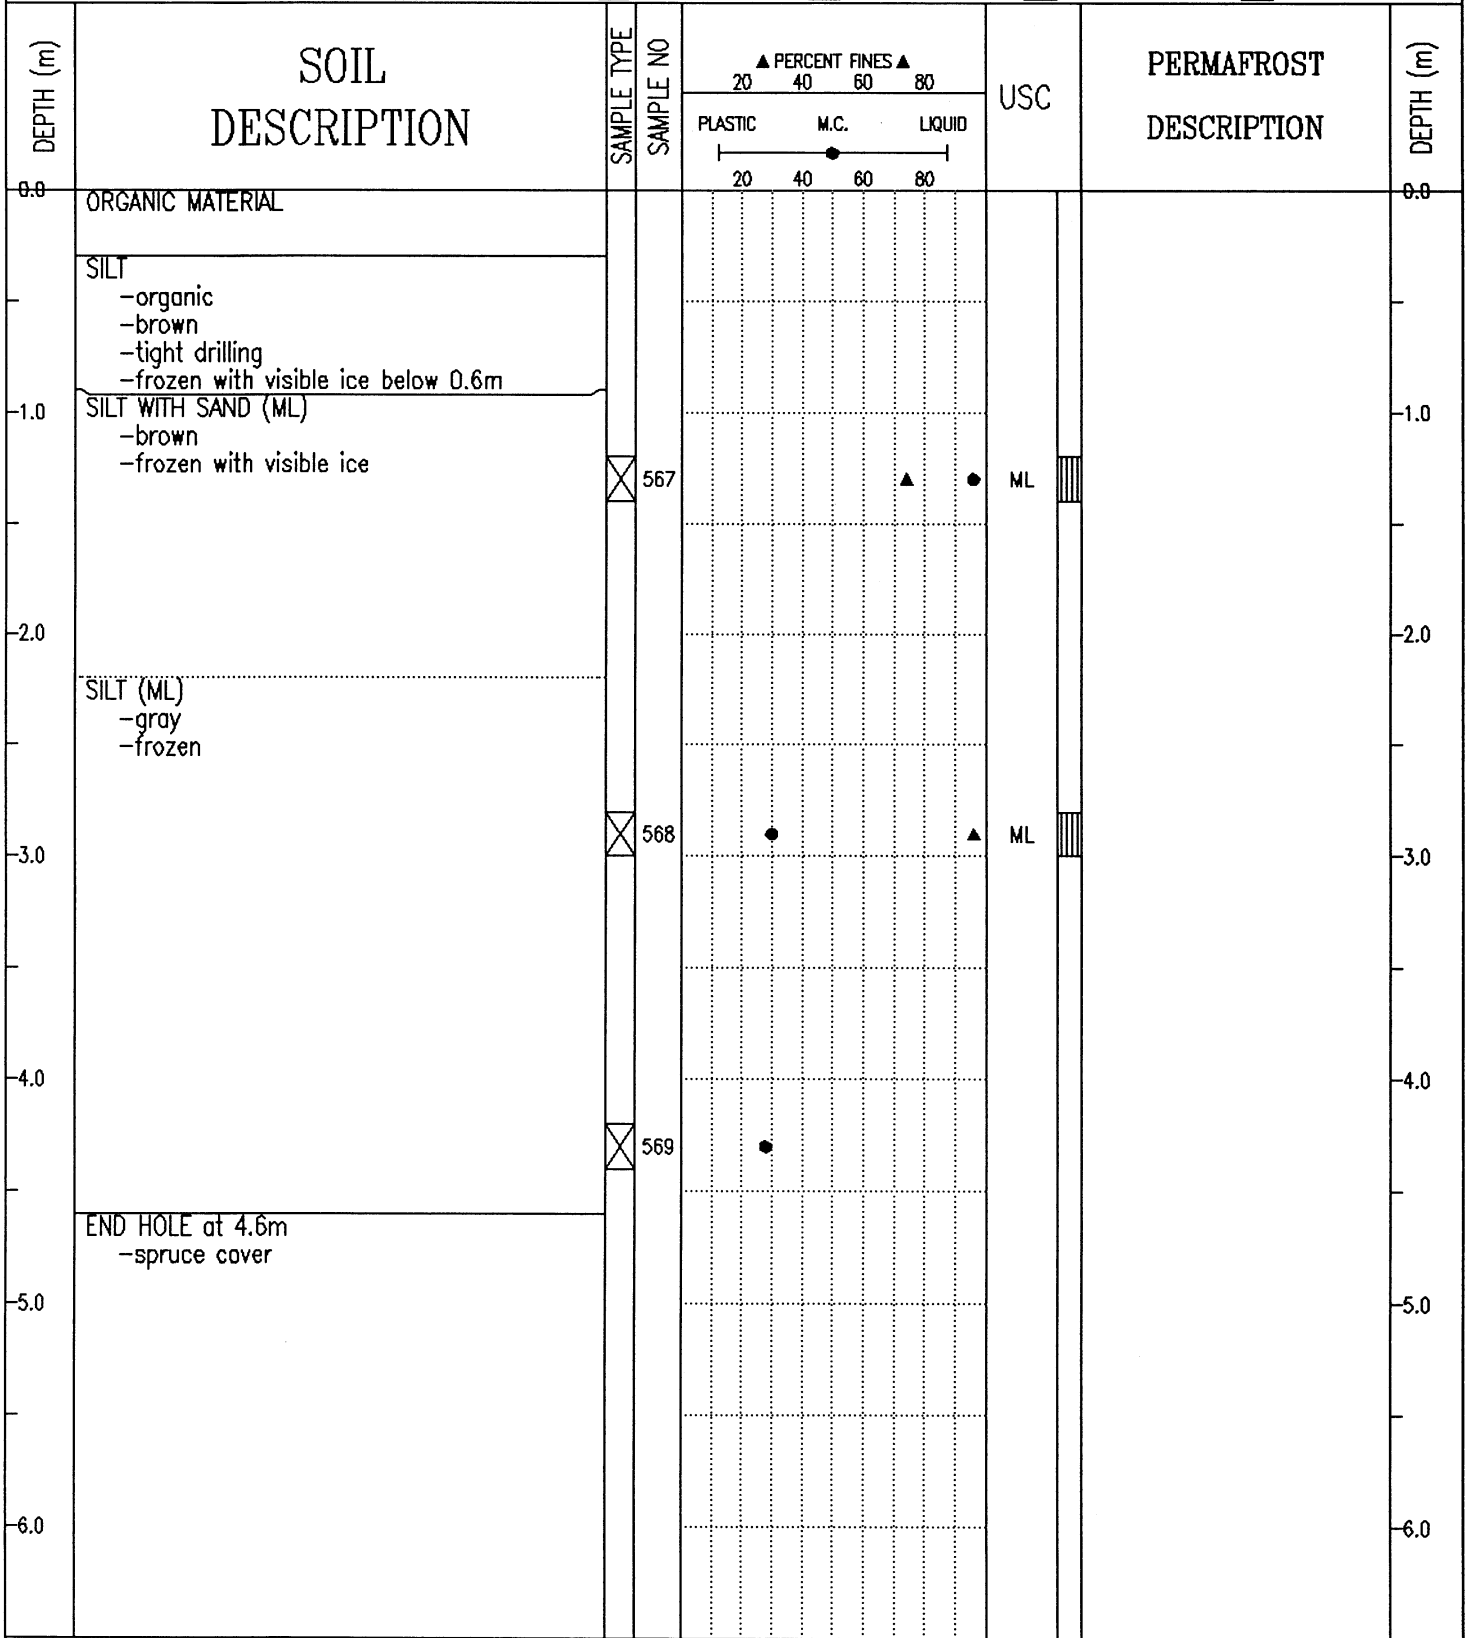 DEPTH (m)
SOIL
DESCRIPTION
SAMPLE TYPE
SAMPLE NO
▲ PERCENT FINES ▲
20 40 60 80
PLASTIC M.C. LIQUID
20 40 60 80
USC
PERMAFROST
DESCRIPTION
DEPTH (m)
0.0 0.0
ORGANIC MATERIAL
SILT
-organic
-brown
-tight drilling
-frozen with visible ice below 0.6m
SILT WITH SAND (ML)
1.0 1.0
-brown
-frozen with visible ice
567 ML
2.0 2.0
SILT (ML)
-gray
-frozen
568 ML
3.0 3.0
4.0 4.0
569
END HOLE at 4.6m
-spruce cover
5.0 5.0
6.0 6.0